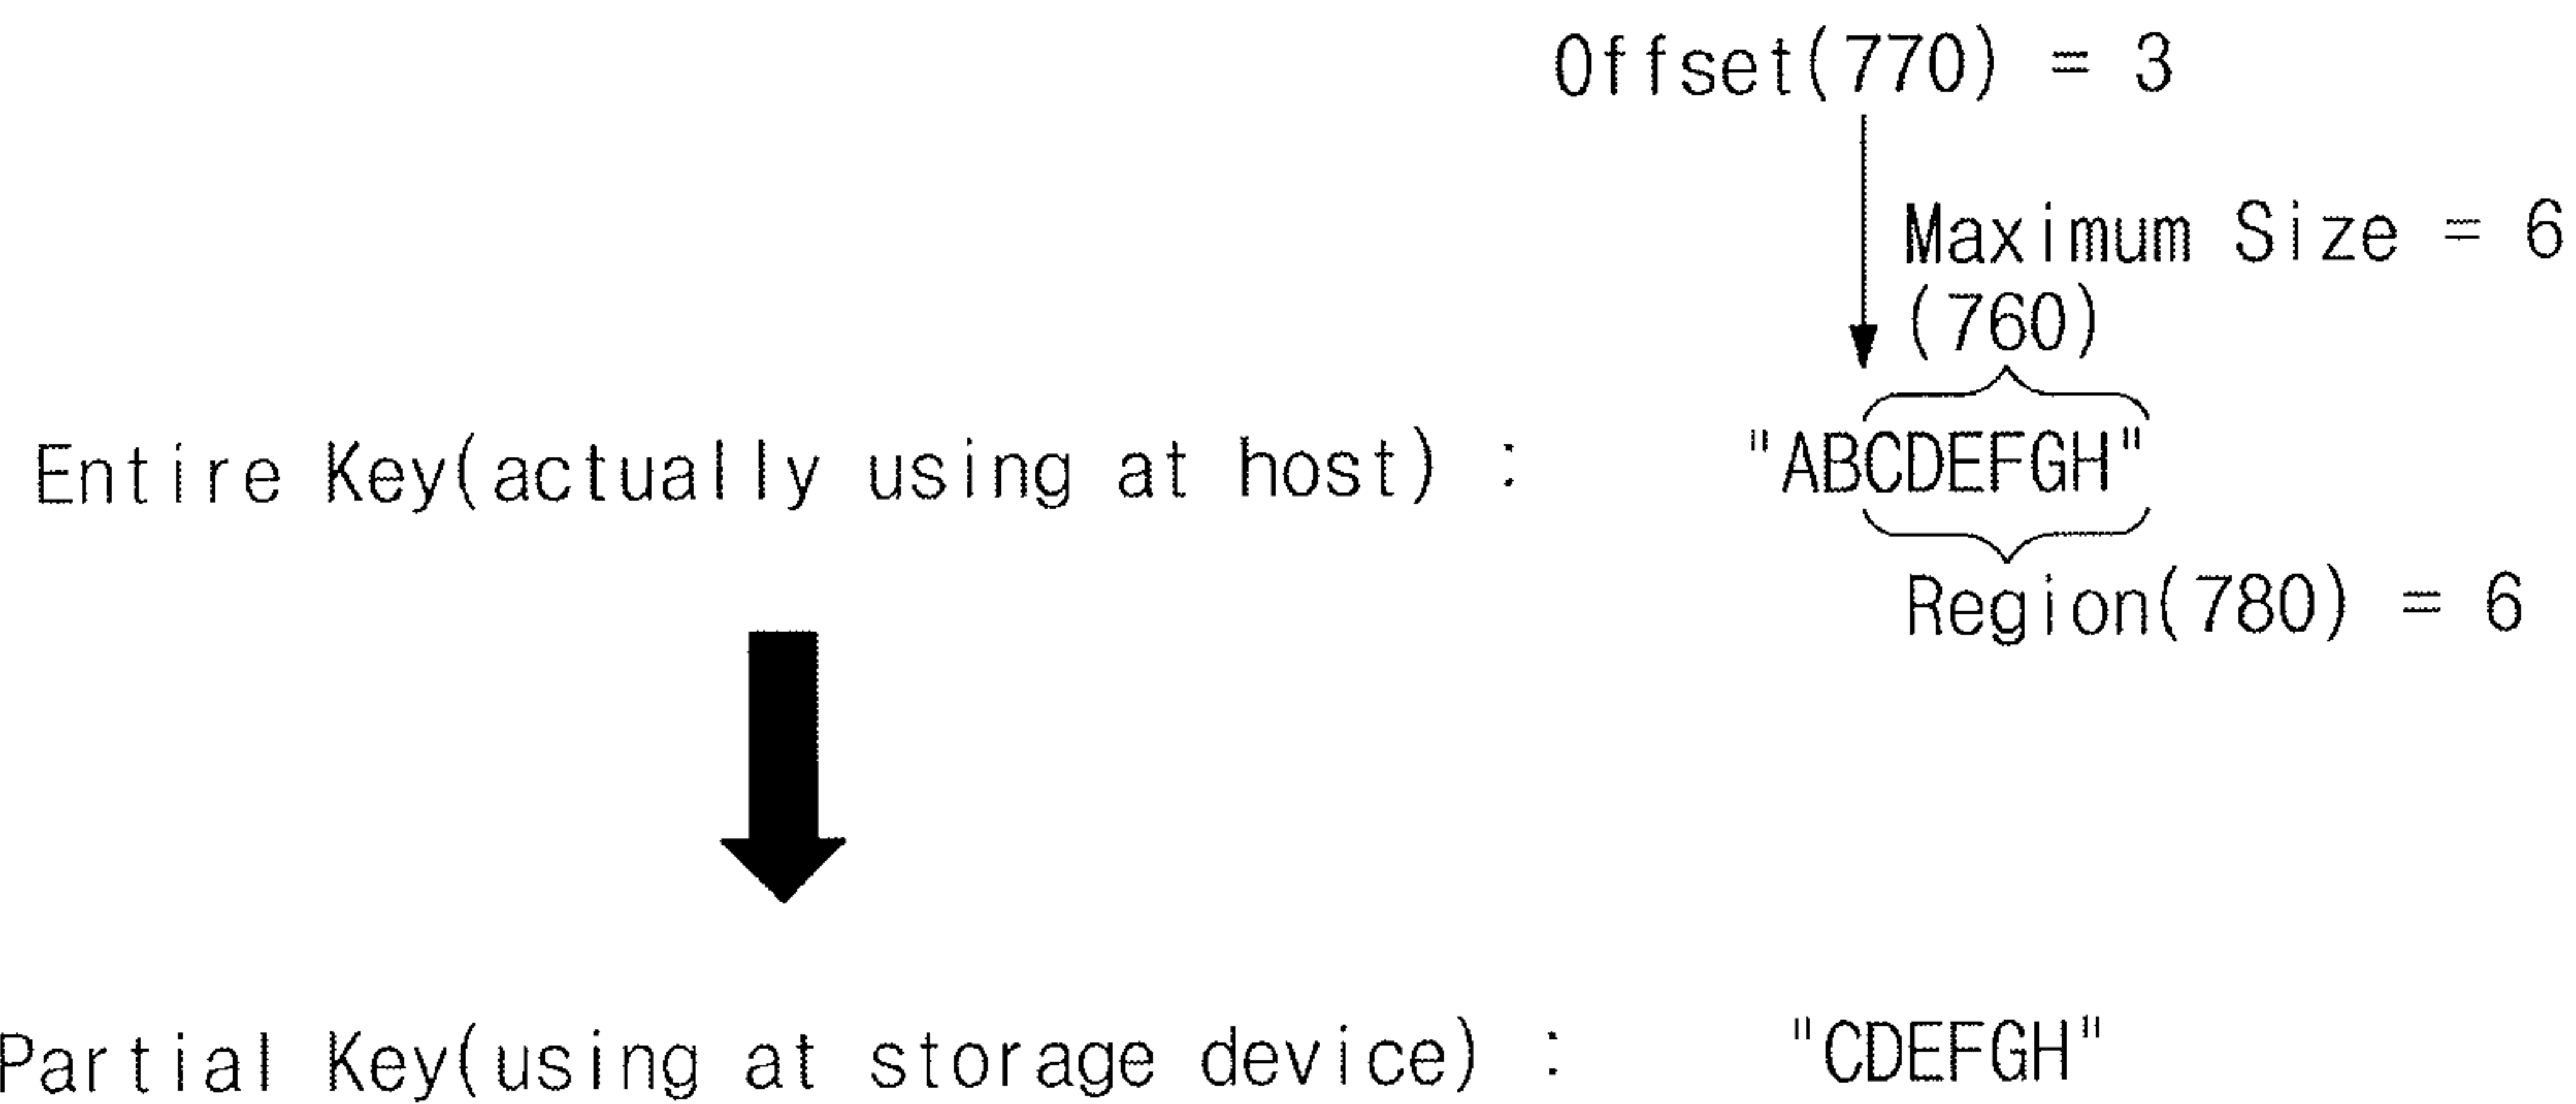 Offset(770) = 3
Maximum Size = 6
(760)
Entire Key(actually using at host) : "ABCDEFGH"
Region(780) = 6
Partial Key(using at storage device) : "CDEFGH"